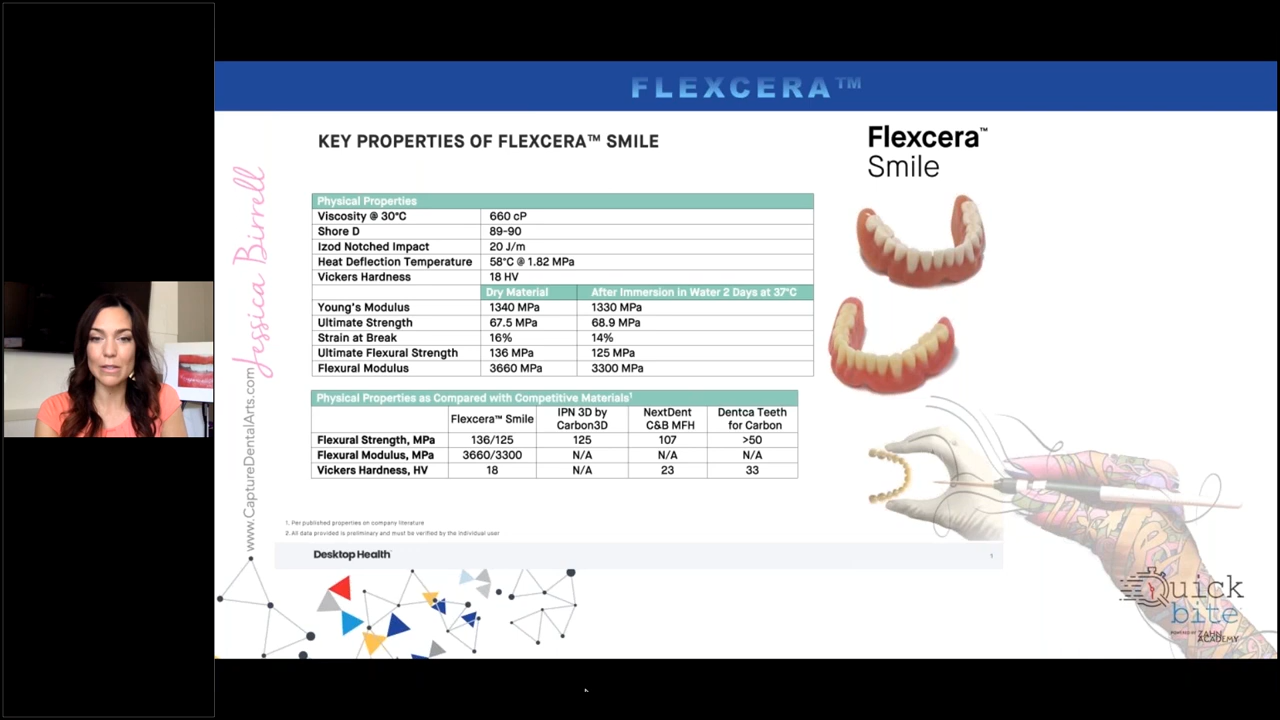 FLEXCERA™
KEY PROPERTIES OF FLEXCERA™ SMILE
Flexcera™
Smile
Jessica Birrell
www.CaptureDentalArts.com
Physical Properties
Viscosity @ 30°C 660 cP
Shore D 89-90
Izod Notched Impact 20 J/m
Heat Deflection Temperature 58°C @ 1.82 MPa
Vickers Hardness 18 HV
Dry Material After Immersion in Water 2 Days at 37°C
Young's Modulus 1340 MPa 1330 MPa
Ultimate Strength 67.5 MPa 68.9 MPa
Strain at Break 16% 14%
Ultimate Flexural Strength 136 MPa 125 MPa
Flexural Modulus 3660 MPa 3300 MPa
Physical Properties as Compared with Competitive Materials¹
Flexcera™ Smile IPN 3D by Carbon3D NextDent C&B MFH Dentca Teeth for Carbon
Flexural Strength, MPa 136/125 125 107 >50
Flexural Modulus, MPa 3660/3300 N/A N/A N/A
Vickers Hardness, HV 18 N/A 23 33
1. Per published properties on company literature
2. All data provided is preliminary and must be verified by the individual user
Desktop Health
1
Quick
bite
POWERED BY ZAHN ACADEMY